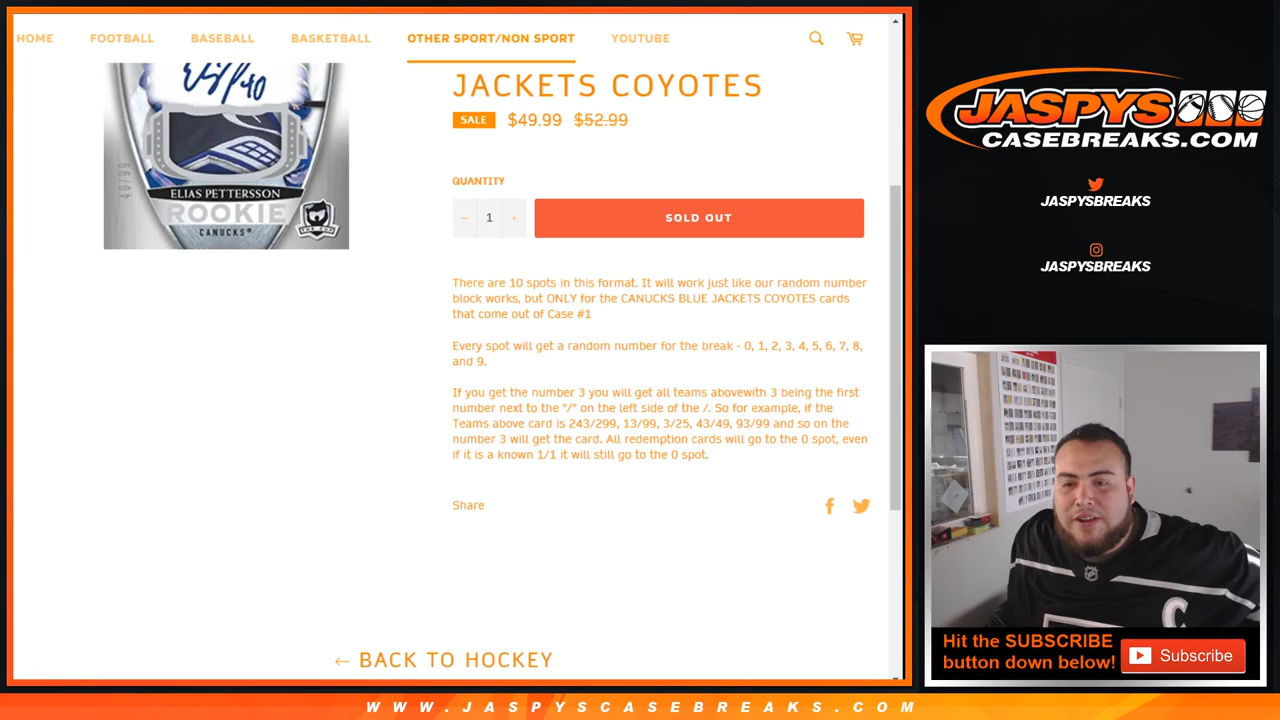 HOME FOOTBALL BASEBALL BASKETBALL OTHER SPORT/NON SPORT YOUTUBE
40/99
ELIAS PETTERSSON
ROOKIE
CANUCKS
THE CUP
JACKETS COYOTES
SALE $49.99 $52.99
QUANTITY
− 1 + SOLD OUT
There are 10 spots in this format. It will work just like our random number
block works, but ONLY for the CANUCKS BLUE JACKETS COYOTES cards
that come out of Case #1
Every spot will get a random number for the break - 0, 1, 2, 3, 4, 5, 6, 7, 8,
and 9.
If you get the number 3 you will get all teams abovewith 3 being the first
number next to the "/" on the left side of the /. So for example, if the
Teams above card is 243/299, 13/99, 3/25, 43/49, 93/99 and so on the
number 3 will get the card. All redemption cards will go to the 0 spot, even
if it is a known 1/1 it will still go to the 0 spot.
Share
← BACK TO HOCKEY
JASPYS
CASEBREAKS.COM
JASPYSBREAKS
JASPYSBREAKS
C
Hit the SUBSCRIBE
button down below!
Subscribe
WWW.JASPYSCASEBREAKS.COM